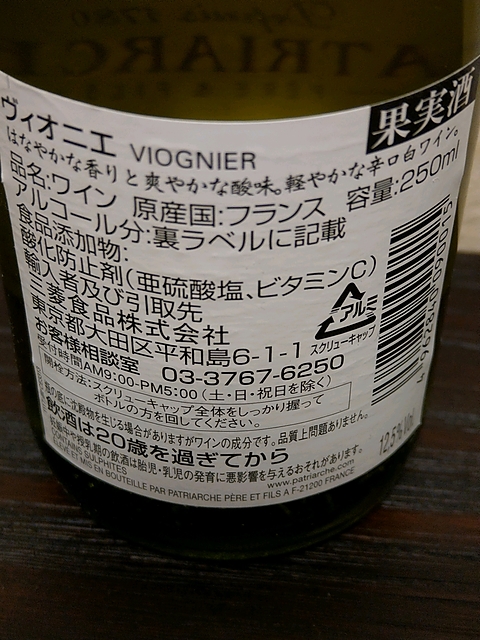 Depuis 1780
PATRIARCHE
PÈRE & FILS
果実酒
ヴィオニエ VIOGNIER
はなやかな香りと爽やかな酸味。軽やかな辛口白ワイン。
品名:ワイン 原産国:フランス 容量:250ml
アルコール分:裏ラベルに記載
食品添加物:
酸化防止剤(亜硫酸塩、ビタミンC)
輸入者及び引取先
三菱食品株式会社
東京都大田区平和島6-1-1
お客様相談室 03-3767-6250
受付時間AM9:00-PM5:00(土・日・祝日を除く)
アルミ
スクリューキャップ
開栓方法:スクリューキャップ全体をしっかり握って
ボトルの方を回してください。
瓶の底に沈殿物を生じる場合がありますがワインの成分です。品質上問題ありません。
飲酒は20歳を過ぎてから
12.5%Vol.
妊娠中や授乳期の飲酒は胎児・乳児の発育に悪影響を与えるおそれがあります。
CONTAINS SULPHITES
www.patriarche.com
ÉLEVÉ ET MIS EN BOUTEILLE PAR PATRIARCHE PÈRE ET FILS A F-21200 FRANCE